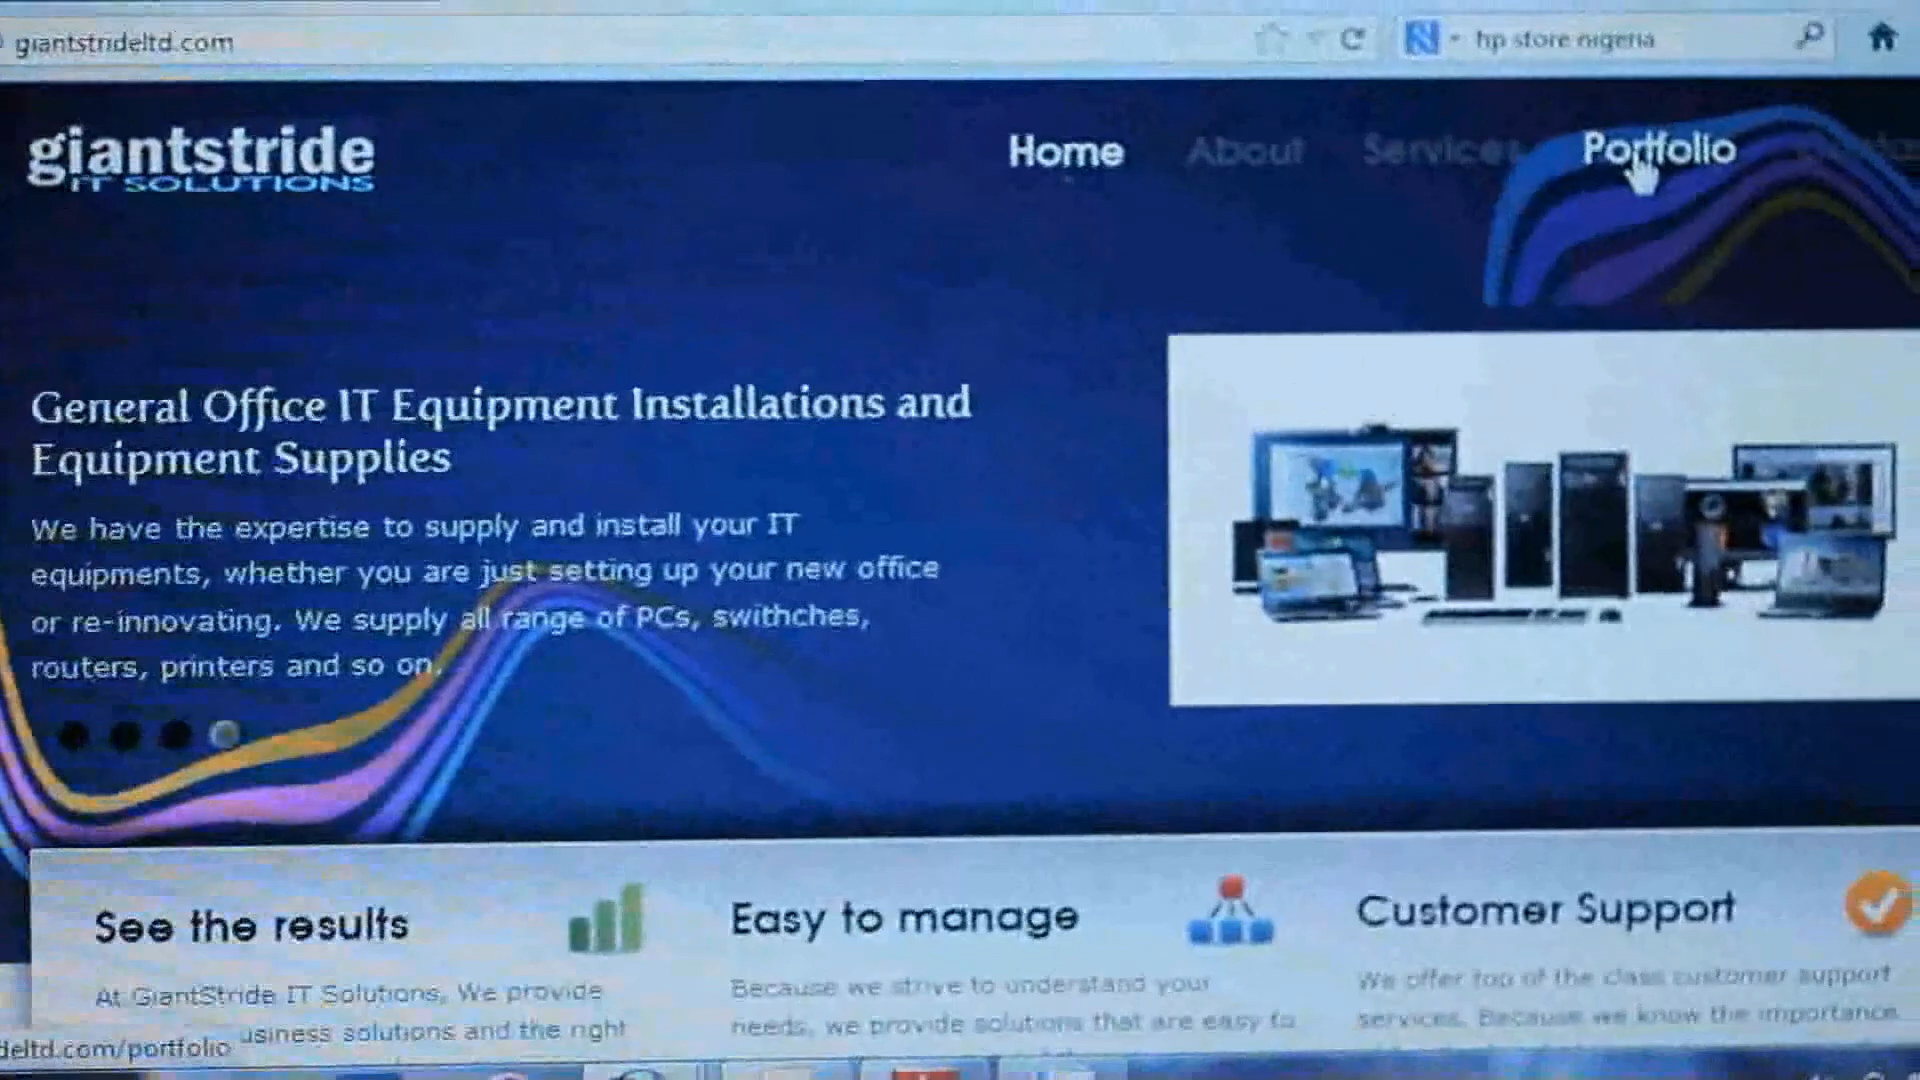 giantstrideltd.com
hp store nigeria
giantstride
IT SOLUTIONS
Home About Services Portfolio
General Office IT Equipment Installations and
Equipment Supplies
We have the expertise to supply and install your IT
equipments, whether you are just setting up your new office
or re-innovating. We supply all range of PCs, swithches,
routers, printers and so on.
See the results
At GiantStride IT Solutions, We provide
usiness solutions and the right
Easy to manage
Because we strive to understand your
needs, we provide solutions that are easy to
Customer Support
We offer top of the class customer support
services. Because we know the importance
deltd.com/portfolio